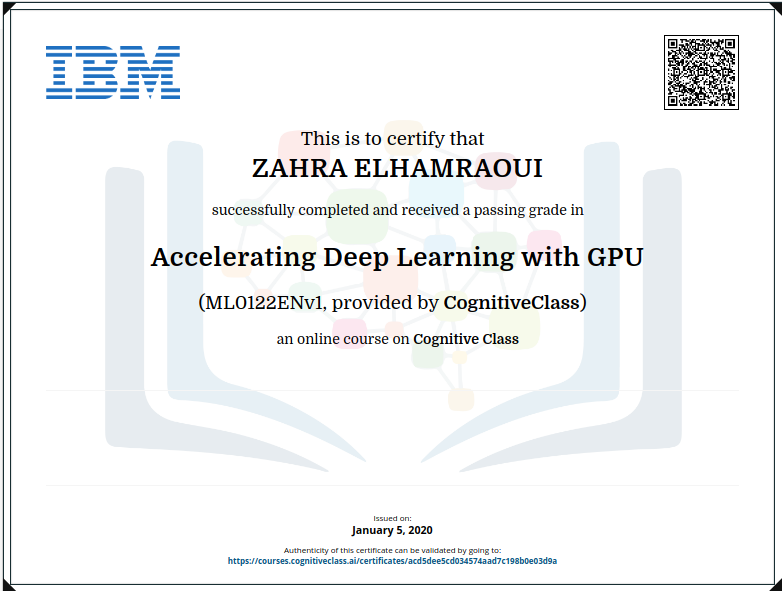 IBM
This is to certify that
ZAHRA ELHAMRAOUI
successfully completed and received a passing grade in
Accelerating Deep Learning with GPU
(ML0122ENv1, provided by CognitiveClass)
an online course on Cognitive Class
Issued on:
January 5, 2020
Authenticity of this certificate can be validated by going to:
https://courses.cognitiveclass.ai/certificates/acd5dee5cd034574aad7c198b0e03d9a